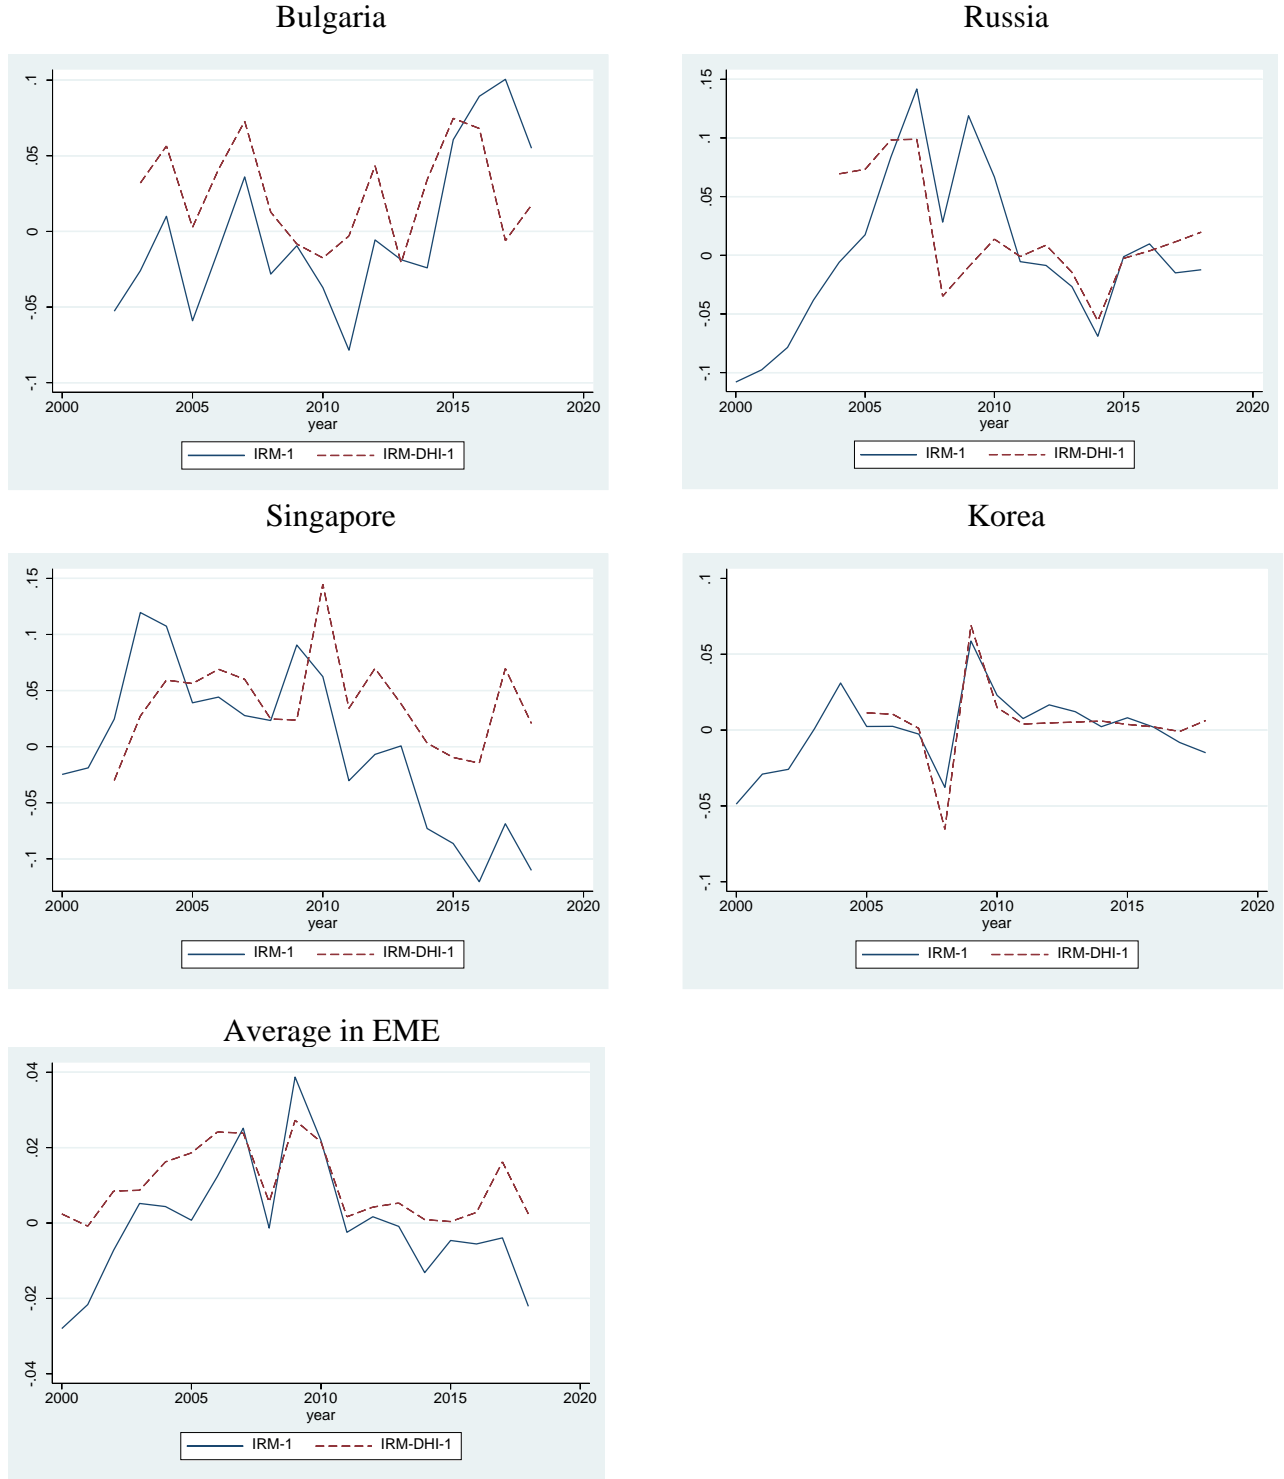 Bulgaria
.1
.05
0
-.05
-.1
2000 2005 2010 2015 2020
year
IRM-1 IRM-DHI-1
Russia
.15
.1
.05
0
-.05
-.1
2000 2005 2010 2015 2020
year
IRM-1 IRM-DHI-1
Singapore
.15
.1
.05
0
-.05
-.1
2000 2005 2010 2015 2020
year
IRM-1 IRM-DHI-1
Korea
.1
.05
0
-.05
-.1
2000 2005 2010 2015 2020
year
IRM-1 IRM-DHI-1
Average in EME
.04
.02
0
-.02
-.04
2000 2005 2010 2015 2020
year
IRM-1 IRM-DHI-1